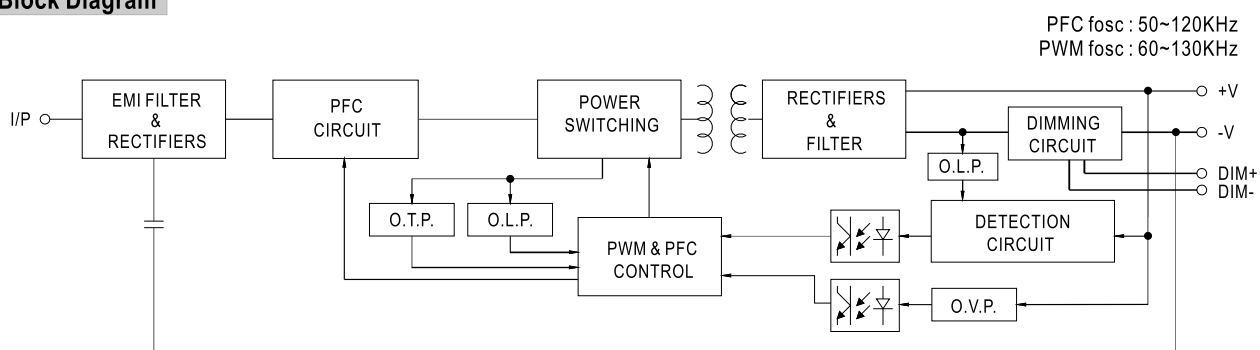 Block Diagram
PFC fosc : 50~120KHz
PWM fosc : 60~130KHz
I/P
EMI FILTER
&
RECTIFIERS
PFC
CIRCUIT
POWER
SWITCHING
RECTIFIERS
&
FILTER
DIMMING
CIRCUIT
+V
-V
DIM+
DIM-
O.L.P.
O.T.P.
O.L.P.
PWM & PFC
CONTROL
DETECTION
CIRCUIT
O.V.P.